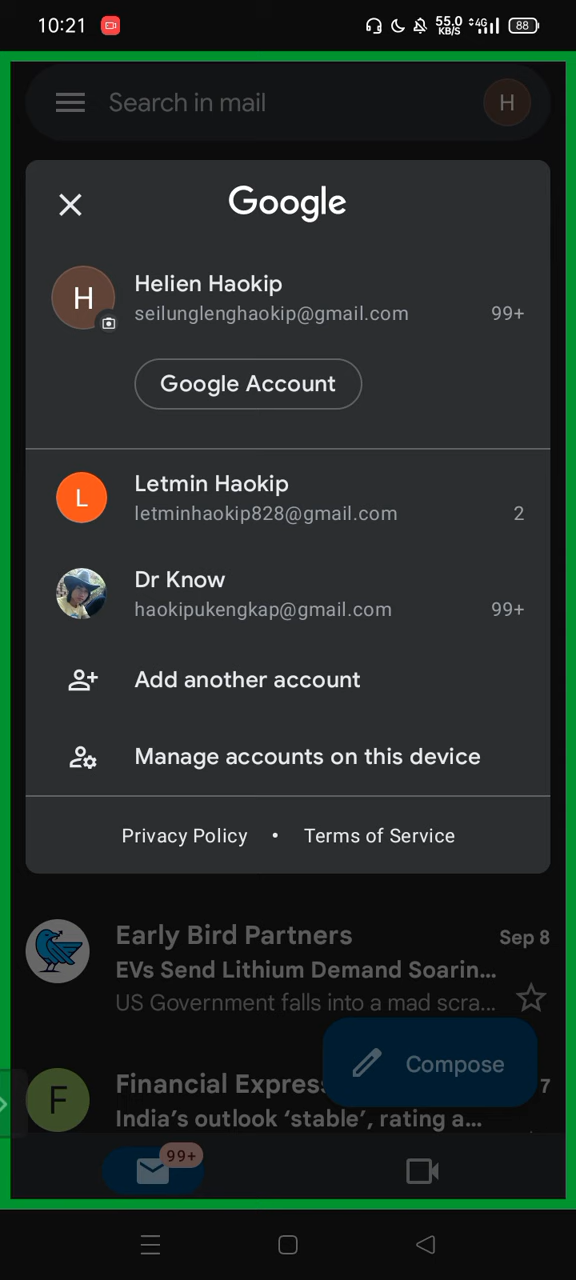 10:21
55.0
KB/S
4G
88
Search in mail
H
Google
H
Helien Haokip
seilunglenghaokip@gmail.com
99+
Google Account
L
Letmin Haokip
letminhaokip828@gmail.com
2
Dr Know
haokipukengkap@gmail.com
99+
Add another account
Manage accounts on this device
Privacy Policy • Terms of Service
Early Bird Partners
Sep 8
EVs Send Lithium Demand Soarin...
US Government falls into a mad scra...
Compose
F
Financial Express
7
India's outlook ‘stable’, rating a...
99+